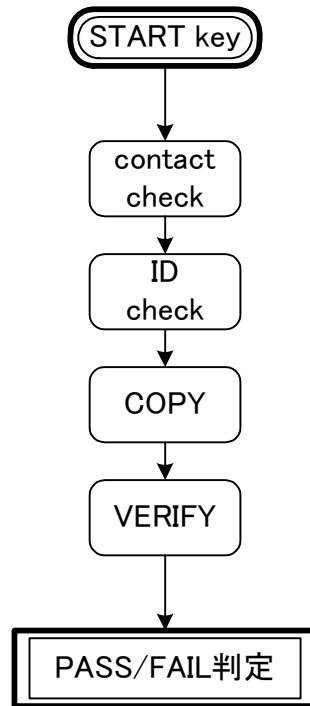 START key
contact
check
ID
check
COPY
VERIFY
PASS/FAIL判定